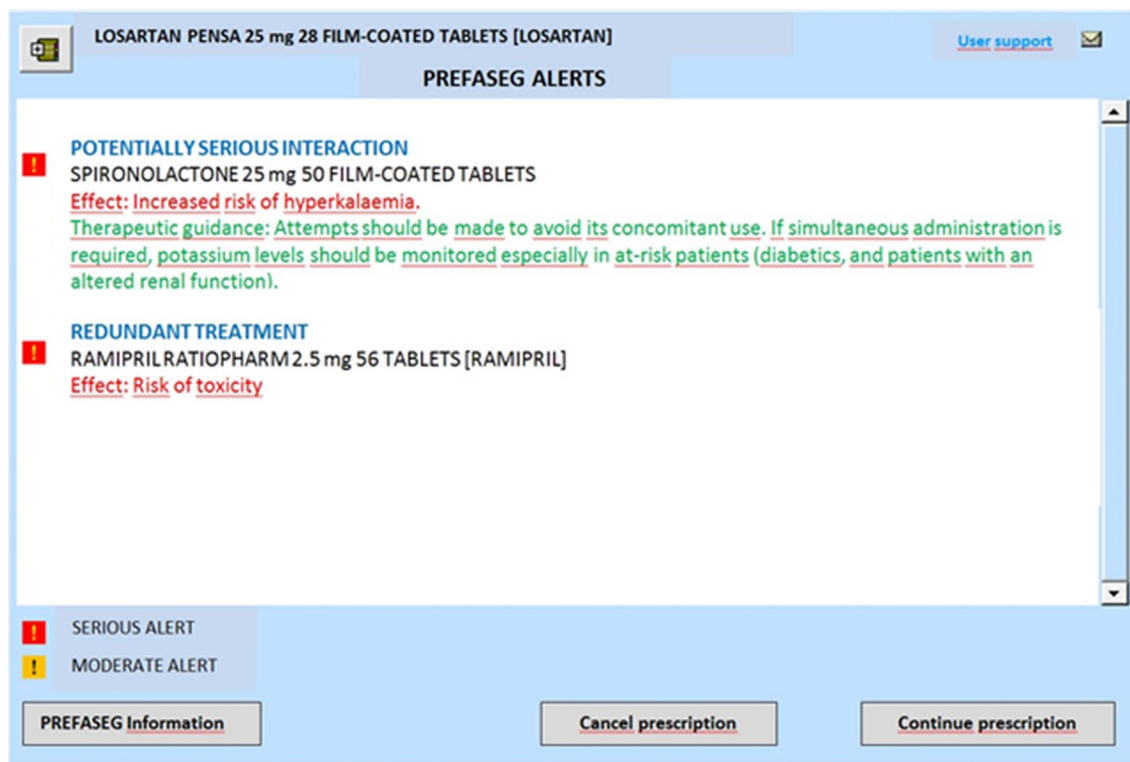 LOSARTAN PENSA 25 mg 28 FILM-COATED TABLETS [LOSARTAN]
User support
PREFASEG ALERTS
POTENTIALLY SERIOUS INTERACTION
SPIRONOLACTONE 25 mg 50 FILM-COATED TABLETS
Effect: Increased risk of hyperkalaemia.
Therapeutic guidance: Attempts should be made to avoid its concomitant use. If simultaneous administration is
required, potassium levels should be monitored especially in at-risk patients (diabetics, and patients with an
altered renal function).
REDUNDANT TREATMENT
RAMIPRIL RATIOPHARM 2.5 mg 56 TABLETS [RAMIPRIL]
Effect: Risk of toxicity
! SERIOUS ALERT
! MODERATE ALERT
PREFASEG Information
Cancel prescription
Continue prescription